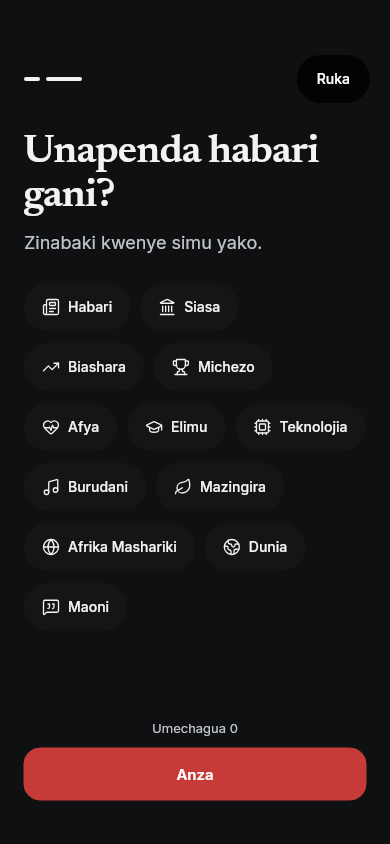 Ruka
Unapenda habari
gani?
Zinabaki kwenye simu yako.
Habari
Siasa
Biashara
Michezo
Afya
Elimu
Teknolojia
Burudani
Mazingira
Afrika Mashariki
Dunia
Maoni
Umechagua 0
Anza